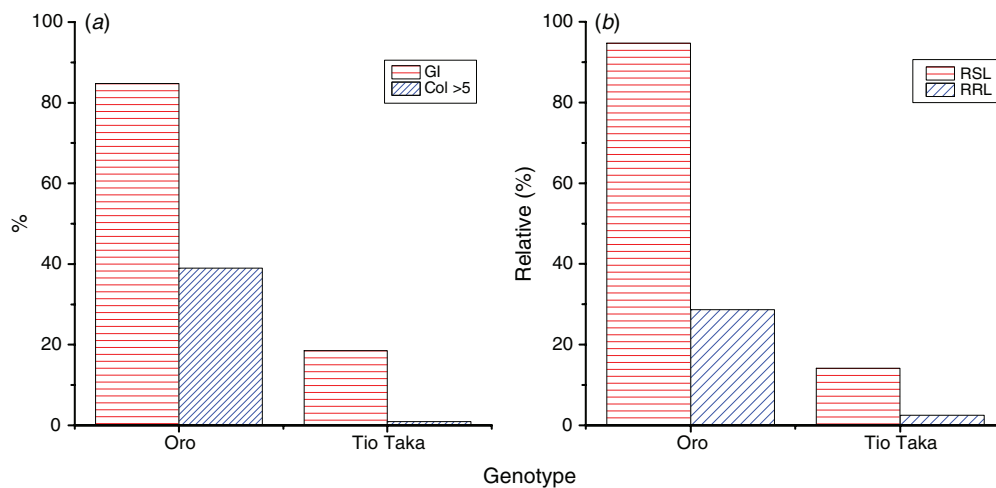 (a)
100
80
60
40
20
0
%
GI
Col >5
Oro
Tio Taka
(b)
100
80
60
40
20
0
Relative (%)
RSL
RRL
Oro
Tio Taka
Genotype